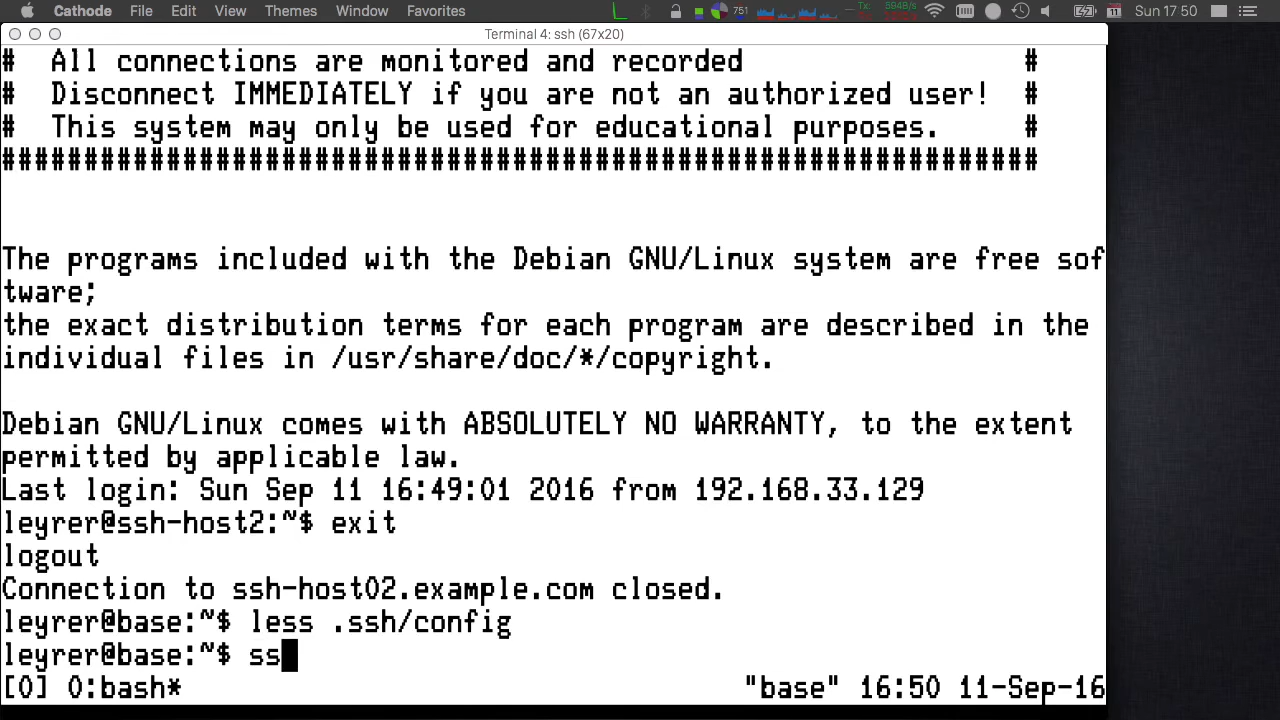 Cathode File Edit View Themes Window Favorites 751 Tx: 5948/s Sun 17 50
Terminal 4: ssh (67x20)
#  All connections are monitored and recorded                 #
#  Disconnect IMMEDIATELY if you are not an authorized user!  #
#  This system may only be used for educational purposes.     #
###############################################################
The programs included with the Debian GNU/Linux system are free sof
tware;
the exact distribution terms for each program are described in the
individual files in /usr/share/doc/*/copyright.
Debian GNU/Linux comes with ABSOLUTELY NO WARRANTY, to the extent
permitted by applicable law.
Last login: Sun Sep 11 16:49:01 2016 from 192.168.33.129
leyrer@ssh-host2:~$ exit
logout
Connection to ssh-host02.example.com closed.
leyrer@base:~$ less .ssh/config
leyrer@base:~$ ss
[0] 0:bash* "base" 16:50 11-Sep-16